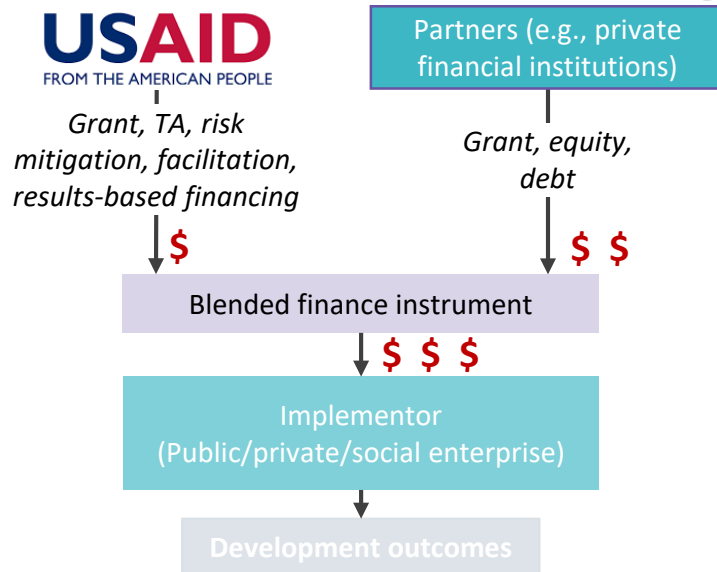 USAID
FROM THE AMERICAN PEOPLE
Partners (e.g., private
financial institutions)
Grant, TA, risk
mitigation, facilitation,
results-based financing
Grant, equity,
debt
$
$ $
Blended finance instrument
$ $ $
Implementor
(Public/private/social enterprise)
Development outcomes